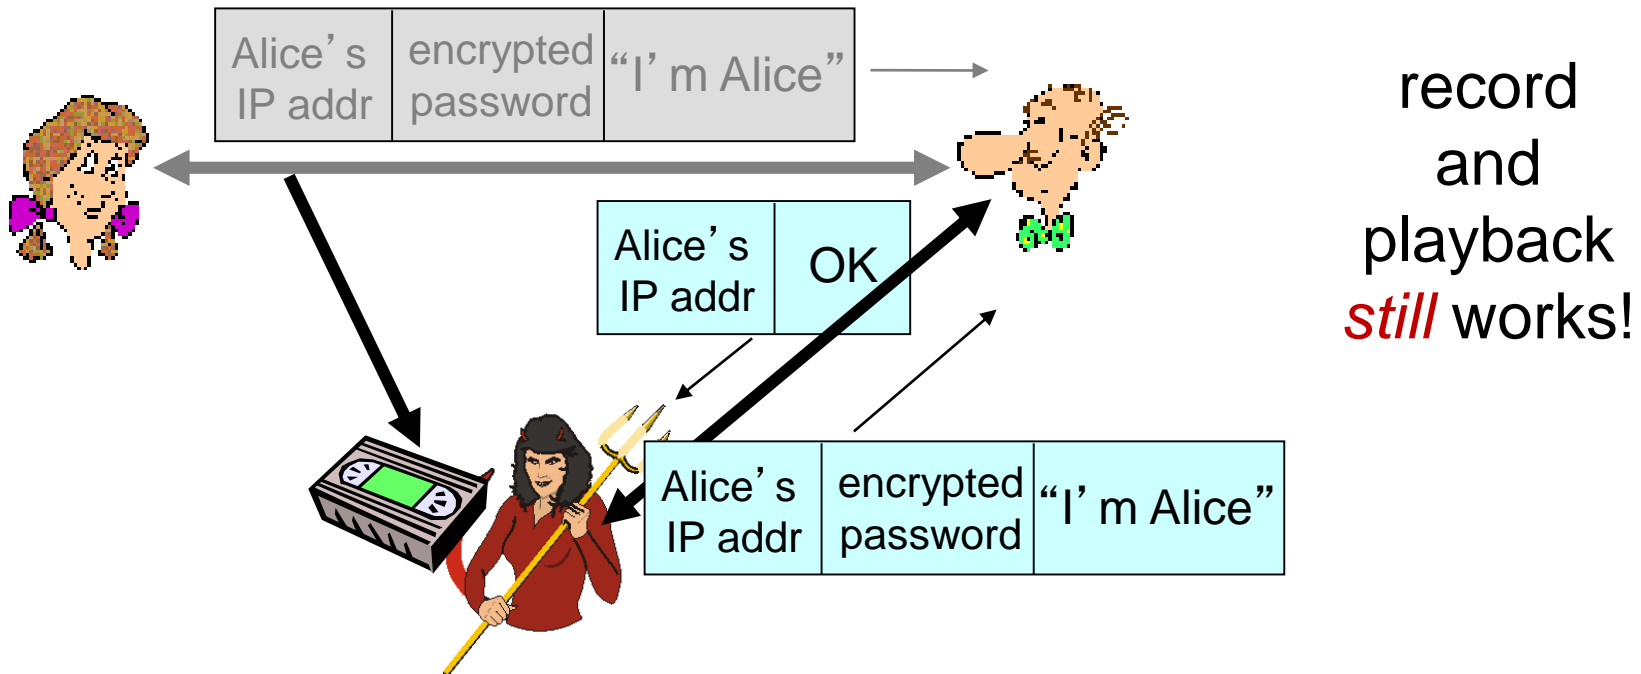 Alice’s
IP addr
encrypted
password
“I’m Alice”
record
and
playback
still works!
Alice’s
IP addr
OK
Alice’s
IP addr
encrypted
password
“I’m Alice”